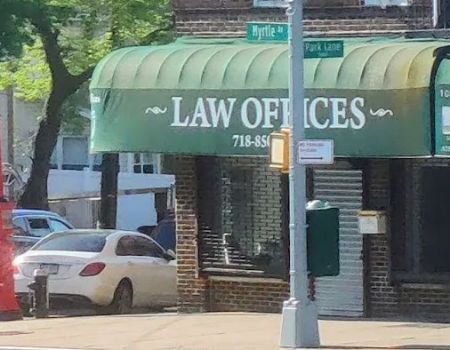 Myrtle Av
Park Lane
LAW OFFICES
718-85